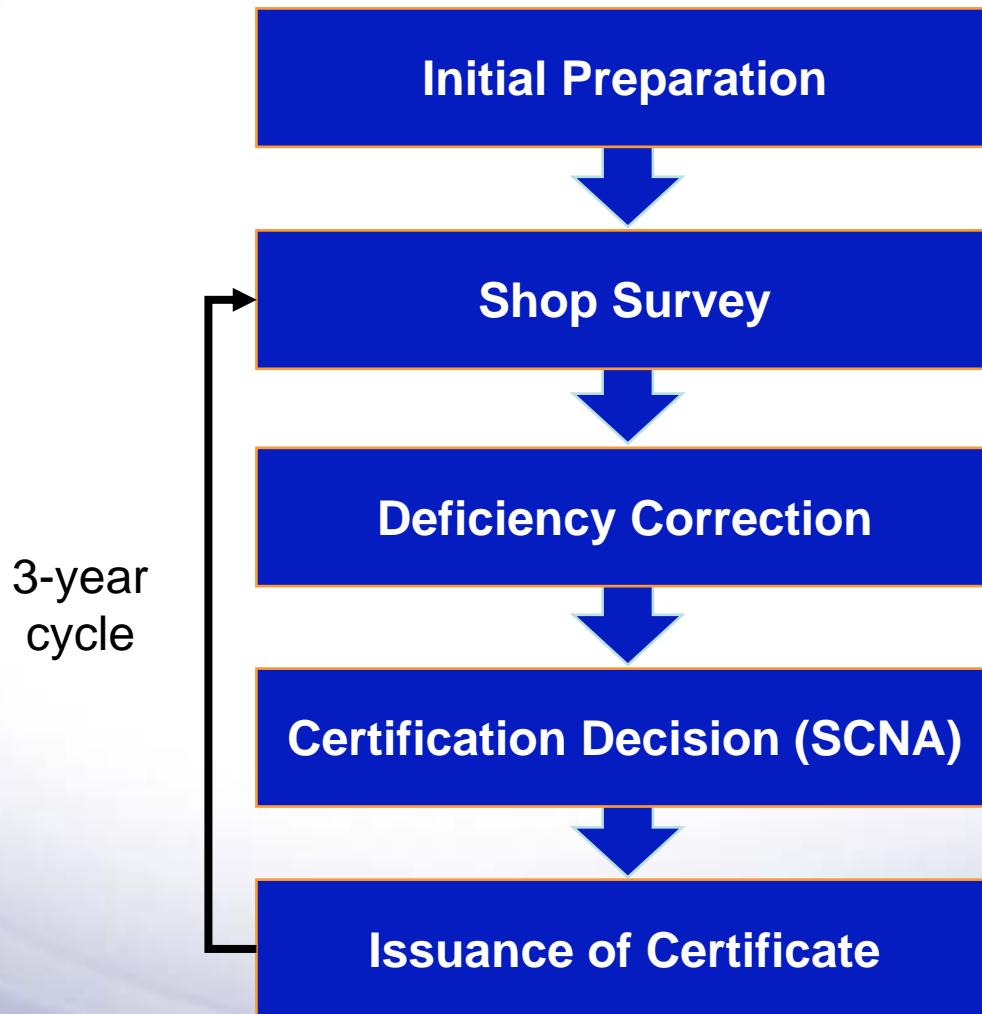 Initial Preparation
Shop Survey
Deficiency Correction
3-year
cycle
Certification Decision (SCNA)
Issuance of Certificate